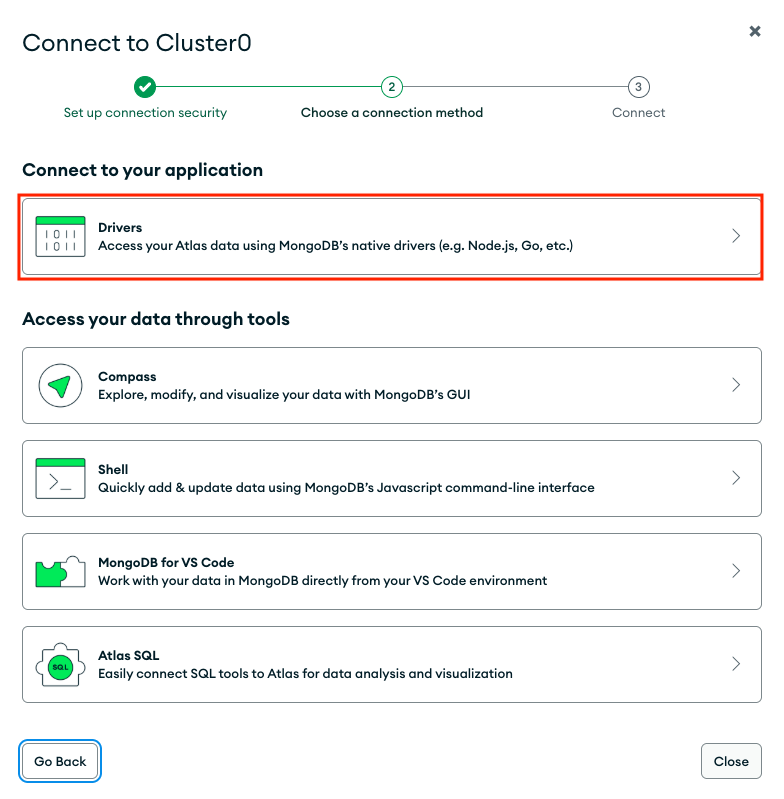 Connect to Cluster0
2
3
Set up connection security
Choose a connection method
Connect
Connect to your application
1011
0101
Drivers
Access your Atlas data using MongoDB's native drivers (e.g. Node.js, Go, etc.)
Access your data through tools
Compass
Explore, modify, and visualize your data with MongoDB's GUI
>_
Shell
Quickly add & update data using MongoDB's Javascript command-line interface
MongoDB for VS Code
Work with your data in MongoDB directly from your VS Code environment
SQL
Atlas SQL
Easily connect SQL tools to Atlas for data analysis and visualization
Go Back
Close